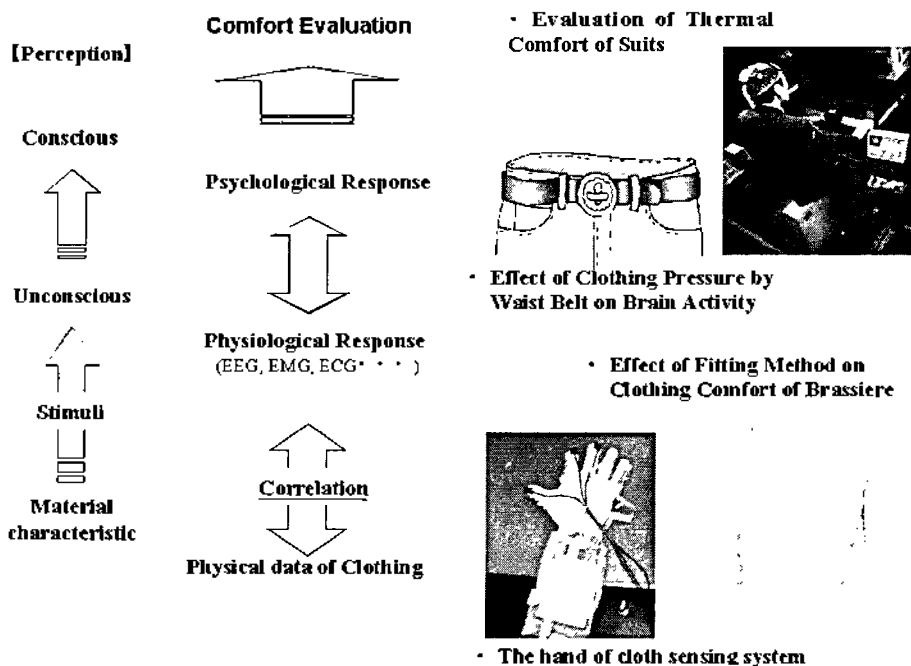 【Perception】
Conscious
Unconscious
Stimuli
Material
characteristic
Comfort Evaluation
Psychological Response
Physiological Response
(EEG, EMG, ECG・・・)
Correlation
Physical data of Clothing
・ Evaluation of Thermal
Comfort of Suits
・ Effect of Clothing Pressure by
Waist Belt on Brain Activity
・ Effect of Fitting Method on
Clothing Comfort of Brassiere
・ The hand of cloth sensing system